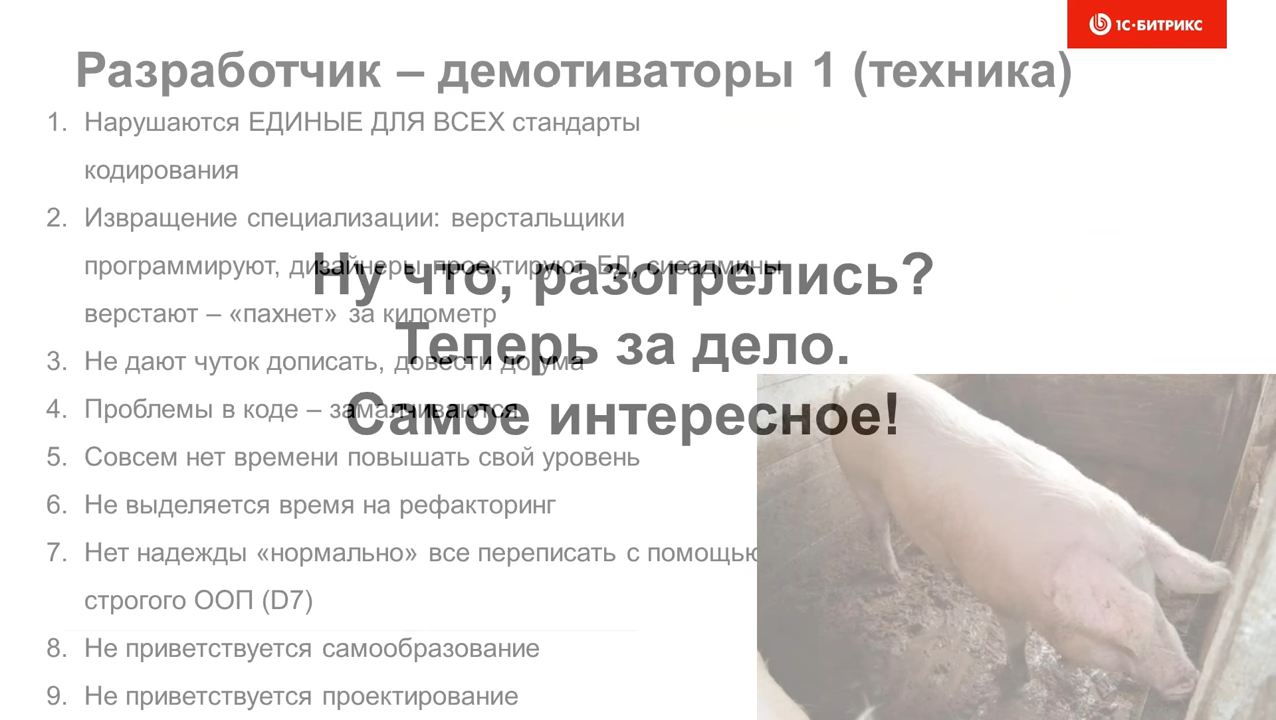 1С·БИТРИКС
Разработчик – демотиваторы 1 (техника)
1. Нарушаются ЕДИНЫЕ ДЛЯ ВСЕХ стандарты
кодирования
2. Извращение специализации: верстальщики
программируют, дизайнеры проектируют БД, сисадмины
верстают – «пахнет» за километр
3. Не дают чуток дописать, довести до ума
4. Проблемы в коде – замалчиваются
5. Совсем нет времени повышать свой уровень
6. Не выделяется время на рефакторинг
7. Нет надежды «нормально» все переписать с помощью
строгого ООП (D7)
8. Не приветствуется самообразование
9. Не приветствуется проектирование
Ну что, разогрелись?
Теперь за дело.
Самое интересное!